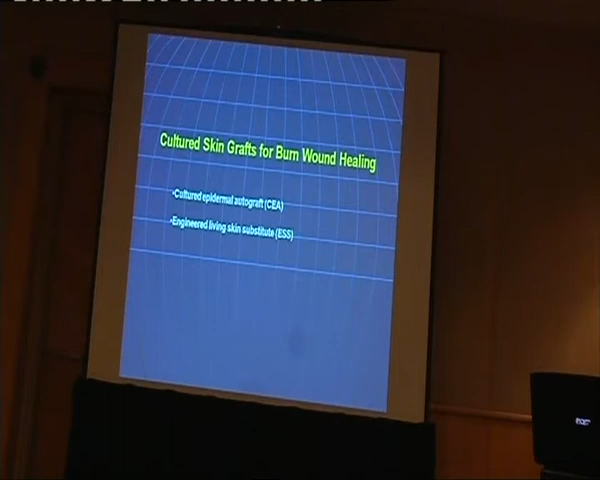 Cultured Skin Grafts for Burn Wound Healing
-Cultured epidermal autograft (CEA)
-Engineered living skin substitute (ESS)